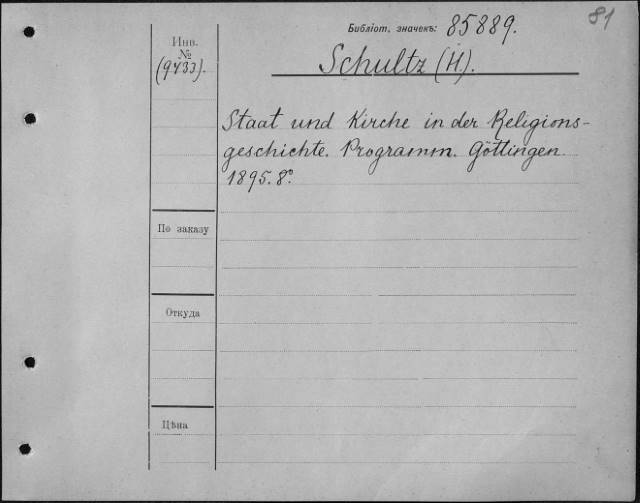 81
Библіот. значекъ: 85889.
Инв.
№
(9733).
Schultz (H).
Staat und Kirche in der Religions-
geschichte. Programm. Göttingen.
1895. 8°.
По заказу
Откуда
Цѣна